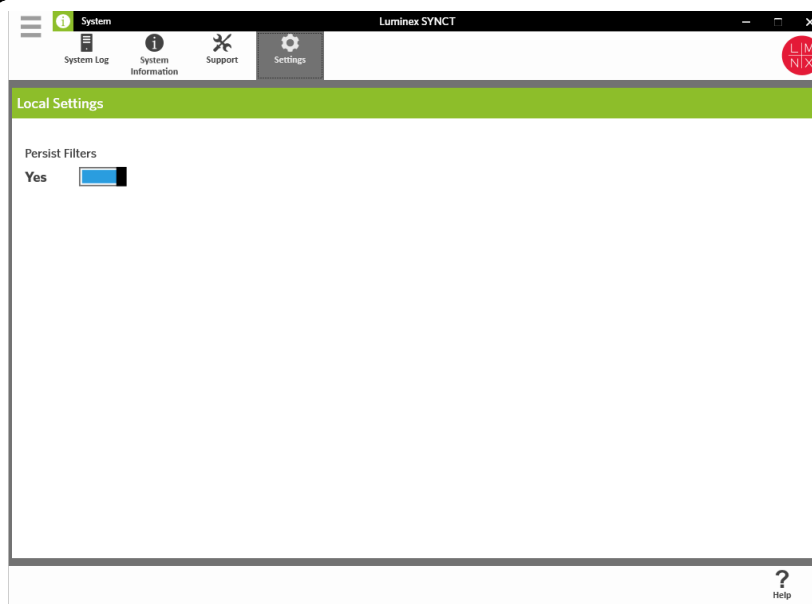 System
Luminex SYNCT
System Log
System
Information
Support
Settings
L M
N X
Local Settings
Persist Filters
Yes
?
Help